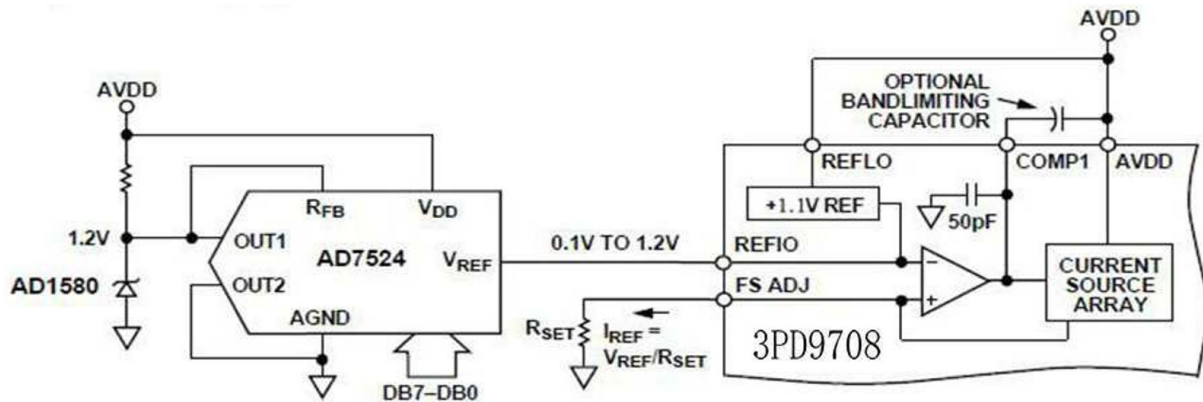 AVDD
OPTIONAL
BANDLIMITING
CAPACITOR
AVDD
REFLO
COMP1
AVDD
RFB
VDD
+1.1V REF
50pF
1.2V
OUT1
AD7524
VREF
0.1V TO 1.2V
REFIO
–
CURRENT
SOURCE
ARRAY
AD1580
OUT2
FS ADJ
+
AGND
RSET
IREF =
VREF/RSET
3PD9708
DB7–DB0